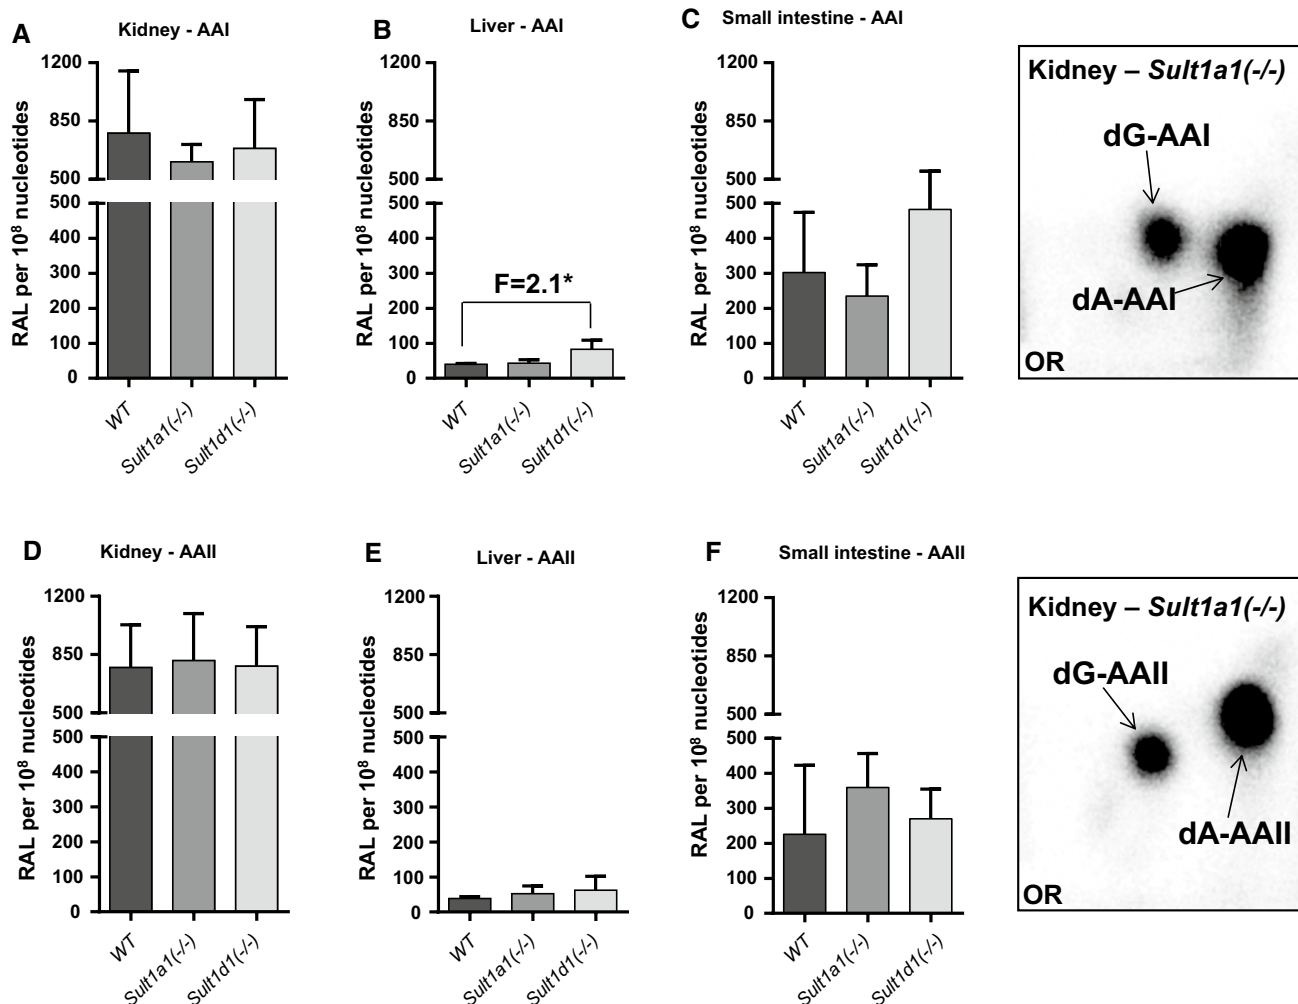 A
Kidney - AAI
RAL per 10⁸ nucleotides
1200
850
500
500
400
300
200
100
0
WT
Sult1a1(-/-)
Sult1d1(-/-)
B
Liver - AAI
RAL per 10⁸ nucleotides
1200
850
500
500
400
300
200
100
0
F=2.1*
WT
Sult1a1(-/-)
Sult1d1(-/-)
C
Small intestine - AAI
RAL per 10⁸ nucleotides
1200
850
500
500
400
300
200
100
0
WT
Sult1a1(-/-)
Sult1d1(-/-)
Kidney – Sult1a1(-/-)
dG-AAI
dA-AAI
OR
D
Kidney - AAII
RAL per 10⁸ nucleotides
1200
850
500
500
400
300
200
100
0
WT
Sult1a1(-/-)
Sult1d1(-/-)
E
Liver - AAII
RAL per 10⁸ nucleotides
1200
850
500
500
400
300
200
100
0
WT
Sult1a1(-/-)
Sult1d1(-/-)
F
Small intestine - AAII
RAL per 10⁸ nucleotides
1200
850
500
500
400
300
200
100
0
WT
Sult1a1(-/-)
Sult1d1(-/-)
Kidney – Sult1a1(-/-)
dG-AAII
dA-AAII
OR